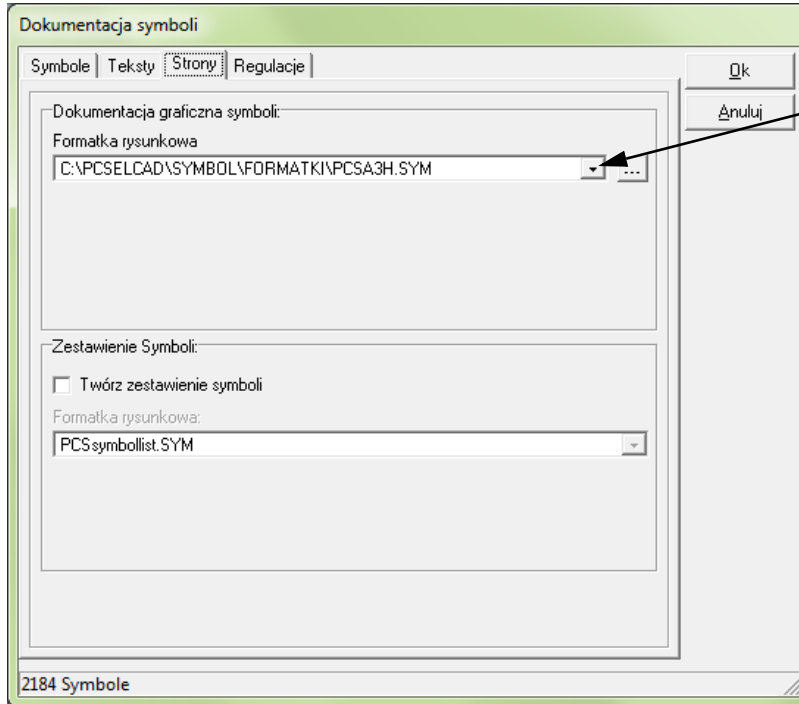 Dokumentacja symboli
Symbole Teksty Strony Regulacje
Ok
Anuluj
Dokumentacja graficzna symboli:
Formatka rysunkowa
C:\PCSELCAD\SYMBOL\FORMATKI\PCSA3H.SYM
...
Zestawienie Symboli:
Twórz zestawienie symboli
Formatka rysunkowa:
PCSsymbollist.SYM
2184 Symbole